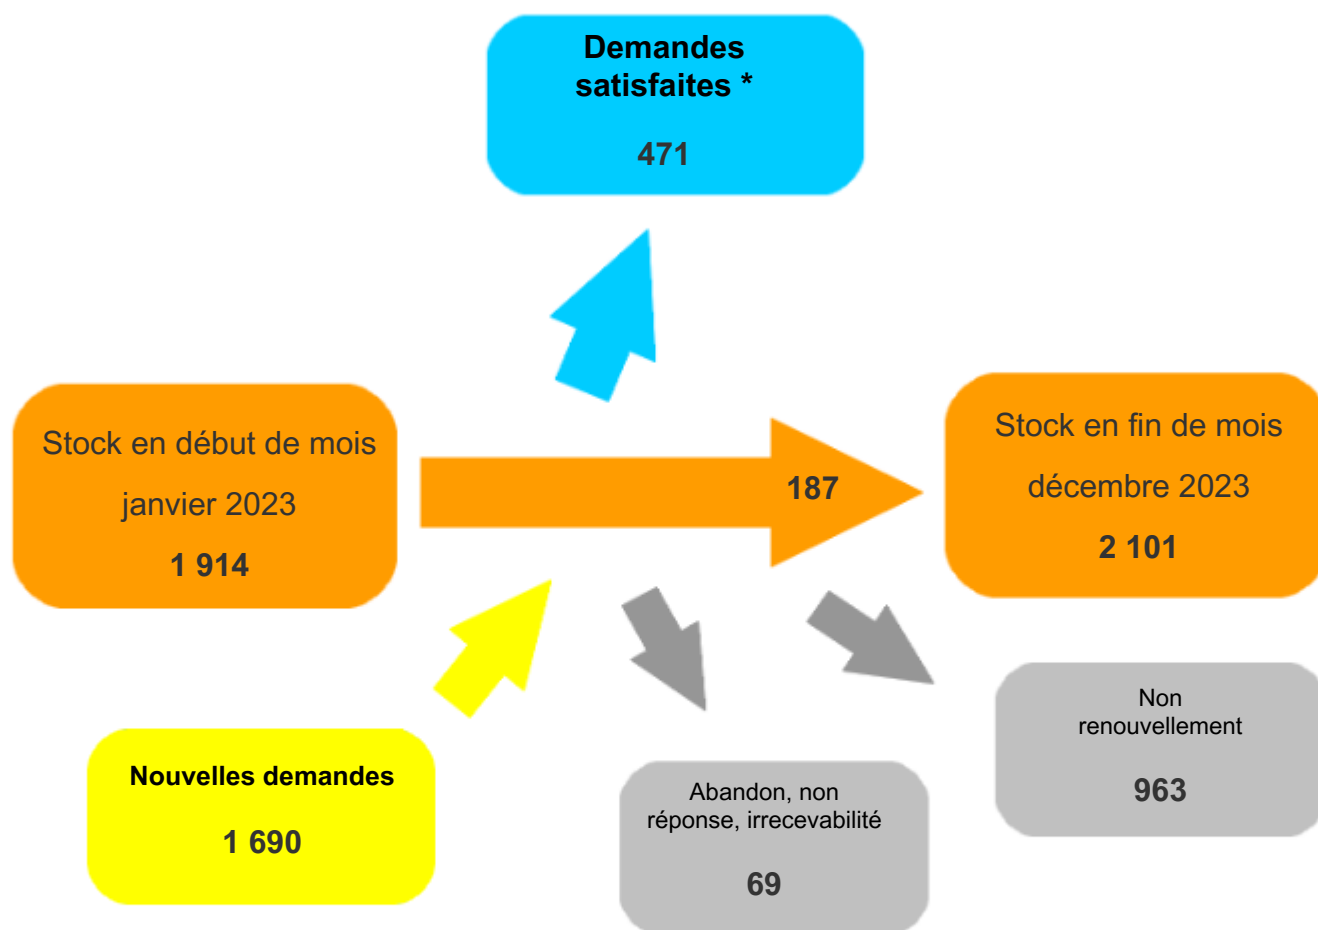 Demandes
satisfaites *
471
Stock en début de mois
janvier 2023
1 914
187
Stock en fin de mois
décembre 2023
2 101
Nouvelles demandes
1 690
Abandon, non
réponse, irrecevabilité
69
Non
renouvellement
963